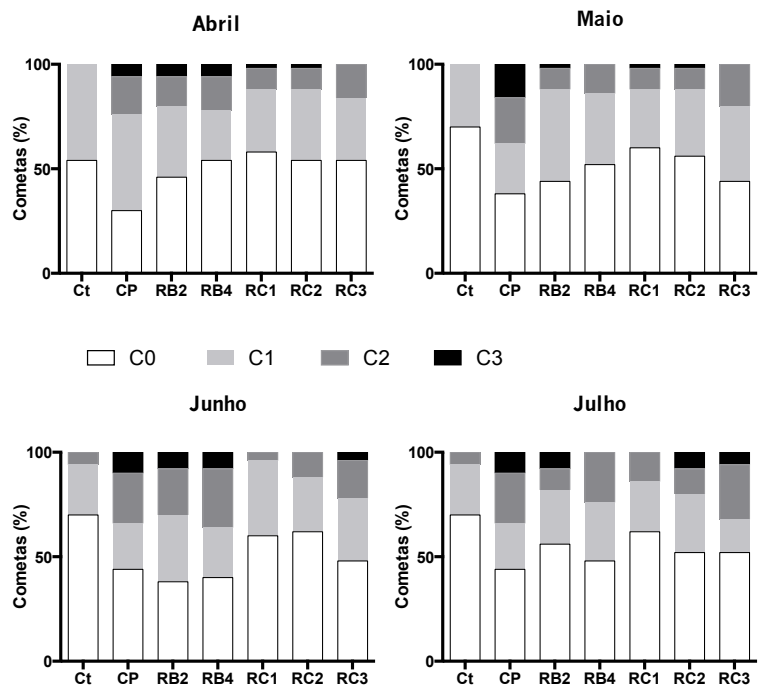 Abril
Cometas (%)
100
50
0
Ct CP RB2 RB4 RC1 RC2 RC3
Maio
Cometas (%)
100
50
0
Ct CP RB2 RB4 RC1 RC2 RC3
C0 C1 C2 C3
Junho
Cometas (%)
100
50
0
Ct CP RB2 RB4 RC1 RC2 RC3
Julho
Cometas (%)
100
50
0
Ct CP RB2 RB4 RC1 RC2 RC3